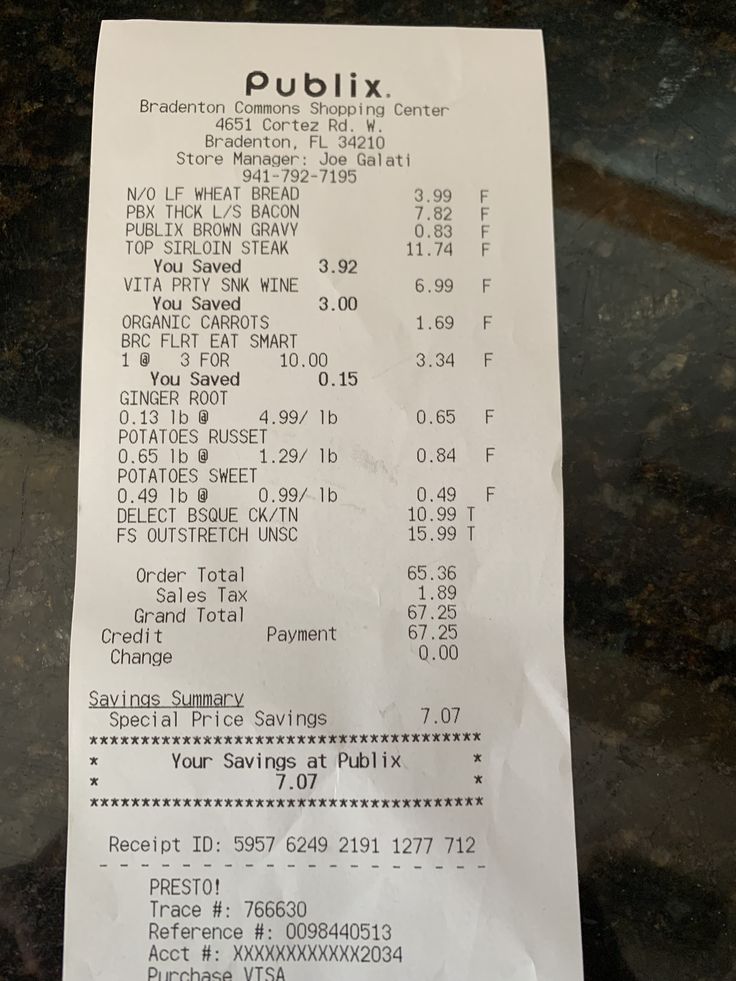 Publix.
Bradenton Commons Shopping Center
4651 Cortez Rd. W.
Bradenton, FL 34210
Store Manager: Joe Galati
941-792-7195
N/O LF WHEAT BREAD 3.99 F
PBX THCK L/S BACON 7.82 F
PUBLIX BROWN GRAVY 0.83 F
TOP SIRLOIN STEAK 11.74 F
You Saved 3.92
VITA PRTY SNK WINE 6.99 F
You Saved 3.00
ORGANIC CARROTS 1.69 F
BRC FLRT EAT SMART
1 @ 3 FOR 10.00 3.34 F
You Saved 0.15
GINGER ROOT
0.13 lb @ 4.99/ lb 0.65 F
POTATOES RUSSET
0.65 lb @ 1.29/ lb 0.84 F
POTATOES SWEET
0.49 lb @ 0.99/ lb 0.49 F
DELECT BSQUE CK/TN 10.99 T
FS OUTSTRETCH UNSC 15.99 T
Order Total 65.36
Sales Tax 1.89
Grand Total 67.25
Credit Payment 67.25
Change 0.00
Savings Summary
Special Price Savings 7.07
****************************************
* Your Savings at Publix *
* 7.07 *
****************************************
Receipt ID: 5957 6249 2191 1277 712
- - - - - - - - - - - - - - - - - - - -
PRESTO!
Trace #: 766630
Reference #: 0098440513
Acct #: XXXXXXXXXXXX2034
Purchase VISA